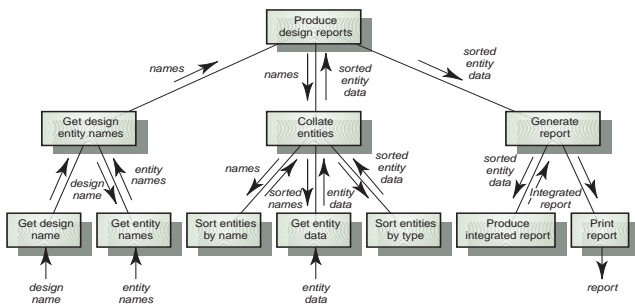 Produce
design reports
names
names
sorted
entity
data
sorted
entity
data
Get design
entity names
Collate
entities
Generate
report
design
name
entity
names
names
sorted
names
entity
data
sorted
entity
data
sorted
entity
data
Integrated
report
Get design
name
Get entity
names
Sort entities
by name
Get entity
data
Sort entities
by type
Produce
integrated report
Print
report
design
name
entity
names
entity
data
report